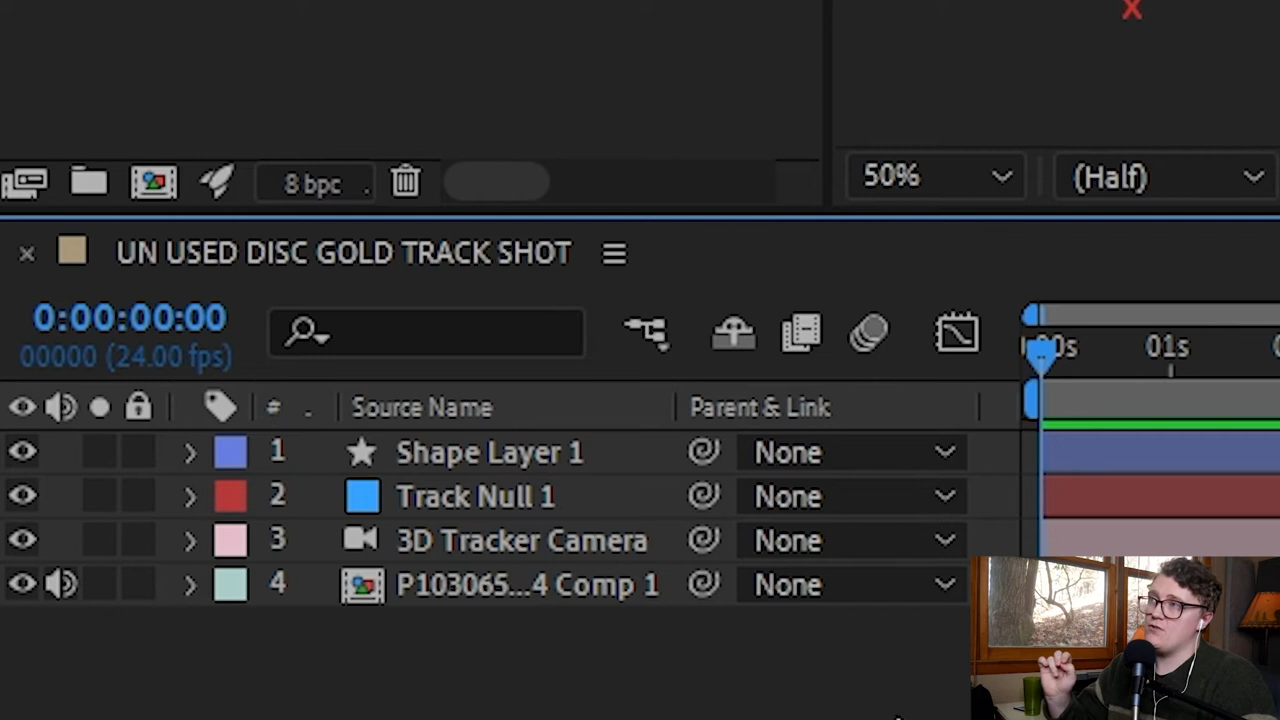 X
8 bpc
50%
(Half)
UN USED DISC GOLD TRACK SHOT
0:00:00:00
00000 (24.00 fps)
01s
# . Source Name Parent & Link
1 Shape Layer 1 None
2 Track Null 1 None
3 3D Tracker Camera None
4 P103065...4 Comp 1 None